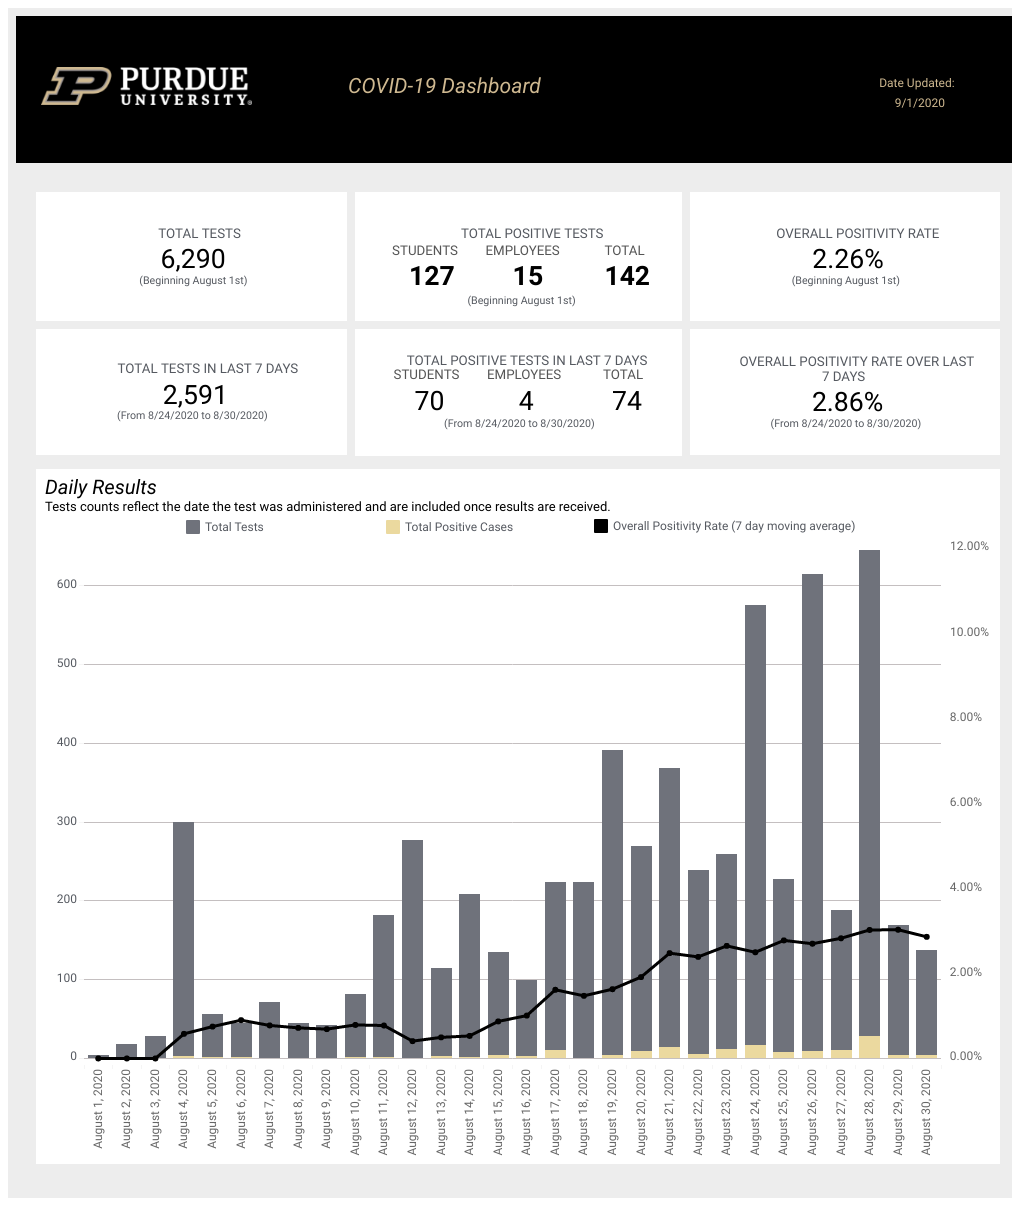 PURDUE
UNIVERSITY®
COVID-19 Dashboard
Date Updated:
9/1/2020
TOTAL TESTS
6,290
(Beginning August 1st)
TOTAL POSITIVE TESTS
STUDENTS EMPLOYEES TOTAL
127 15 142
(Beginning August 1st)
OVERALL POSITIVITY RATE
2.26%
(Beginning August 1st)
TOTAL TESTS IN LAST 7 DAYS
2,591
(From 8/24/2020 to 8/30/2020)
TOTAL POSITIVE TESTS IN LAST 7 DAYS
STUDENTS EMPLOYEES TOTAL
70 4 74
(From 8/24/2020 to 8/30/2020)
OVERALL POSITIVITY RATE OVER LAST
7 DAYS
2.86%
(From 8/24/2020 to 8/30/2020)
Daily Results
Tests counts reflect the date the test was administered and are included once results are received.
Total Tests Total Positive Cases Overall Positivity Rate (7 day moving average)
600
500
400
300
200
100
0
12.00%
10.00%
8.00%
6.00%
4.00%
2.00%
0.00%
August 1, 2020
August 2, 2020
August 3, 2020
August 4, 2020
August 5, 2020
August 6, 2020
August 7, 2020
August 8, 2020
August 9, 2020
August 10, 2020
August 11, 2020
August 12, 2020
August 13, 2020
August 14, 2020
August 15, 2020
August 16, 2020
August 17, 2020
August 18, 2020
August 19, 2020
August 20, 2020
August 21, 2020
August 22, 2020
August 23, 2020
August 24, 2020
August 25, 2020
August 26, 2020
August 27, 2020
August 28, 2020
August 29, 2020
August 30, 2020